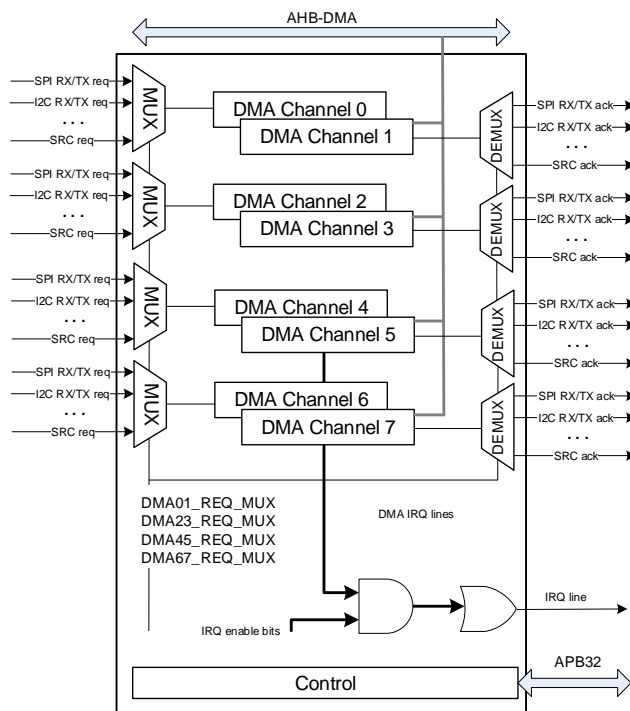 AHB-DMA
SPI RX/TX req
I2C RX/TX req
...
SRC req
MUX
DMA Channel 0
DMA Channel 1
DEMUX
SPI RX/TX ack
I2C RX/TX ack
...
SRC ack
SPI RX/TX req
I2C RX/TX req
...
SRC req
MUX
DMA Channel 2
DMA Channel 3
DEMUX
SPI RX/TX ack
I2C RX/TX ack
...
SRC ack
SPI RX/TX req
I2C RX/TX req
...
SRC req
MUX
DMA Channel 4
DMA Channel 5
DEMUX
SPI RX/TX ack
I2C RX/TX ack
...
SRC ack
SPI RX/TX req
I2C RX/TX req
...
SRC req
MUX
DMA Channel 6
DMA Channel 7
DEMUX
SPI RX/TX ack
I2C RX/TX ack
...
SRC ack
DMA01_REQ_MUX
DMA23_REQ_MUX
DMA45_REQ_MUX
DMA67_REQ_MUX
DMA IRQ lines
IRQ enable bits
IRQ line
Control
APB32